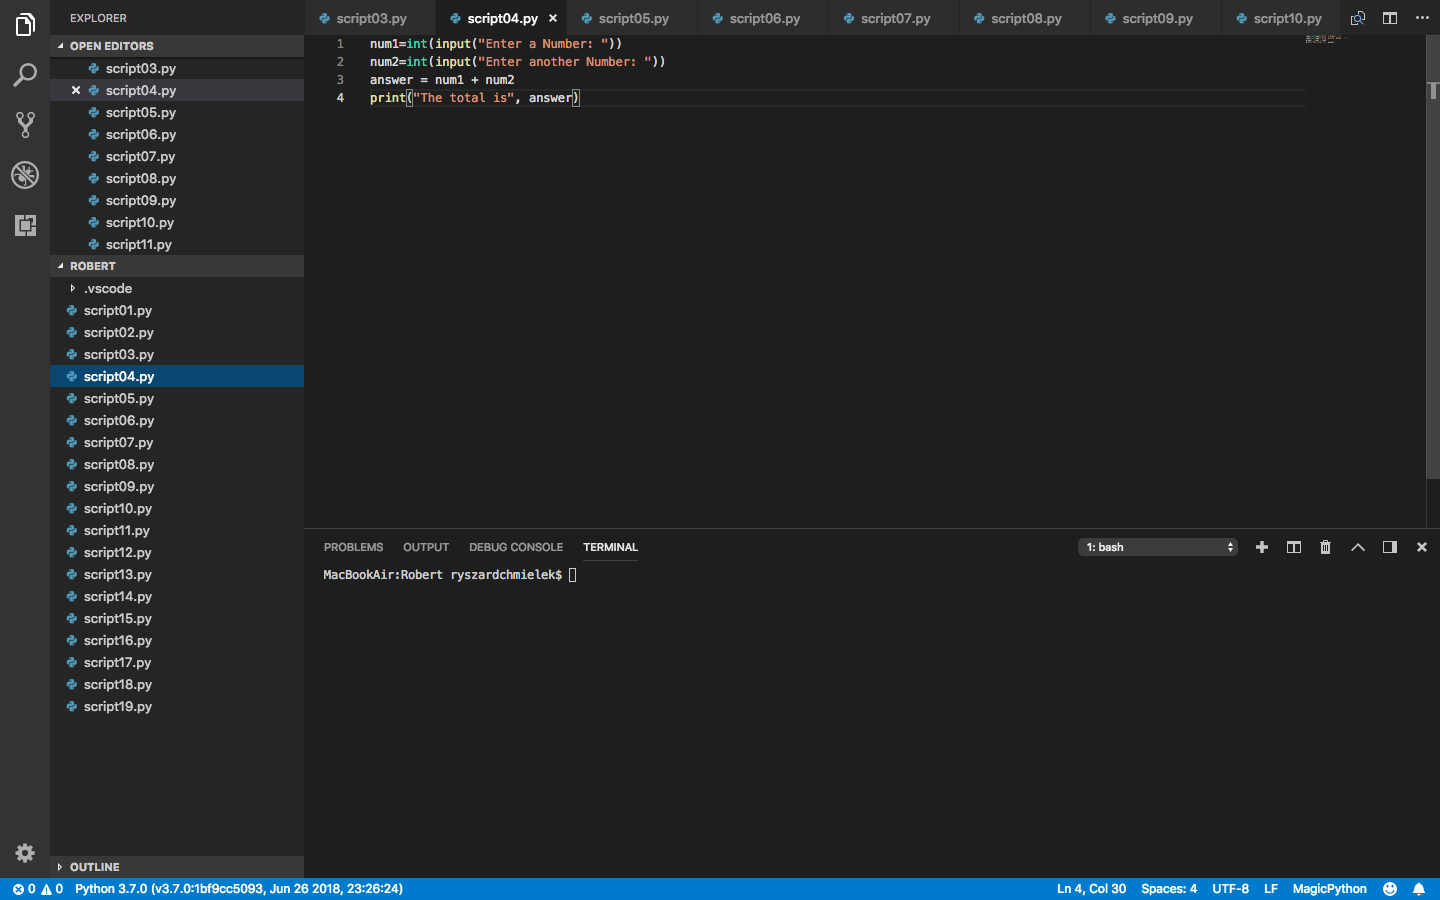 EXPLORER
OPEN EDITORS
script03.py
script04.py
script05.py
script06.py
script07.py
script08.py
script09.py
script10.py
script11.py
ROBERT
.vscode
script01.py
script02.py
script03.py
script04.py
script05.py
script06.py
script07.py
script08.py
script09.py
script10.py
script11.py
script12.py
script13.py
script14.py
script15.py
script16.py
script17.py
script18.py
script19.py
OUTLINE
script03.py script04.py script05.py script06.py script07.py script08.py script09.py script10.py
1 num1=int(input("Enter a Number: "))
2 num2=int(input("Enter another Number: "))
3 answer = num1 + num2
4 print("The total is", answer)
PROBLEMS OUTPUT DEBUG CONSOLE TERMINAL 1: bash
MacBookAir:Robert ryszardchmielek$
0 0 Python 3.7.0 (v3.7.0:1bf9cc5093, Jun 26 2018, 23:26:24) Ln 4, Col 30 Spaces: 4 UTF-8 LF MagicPython